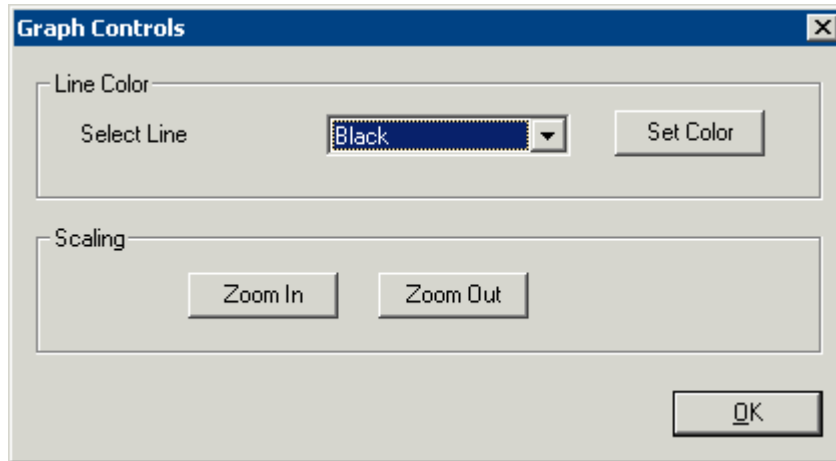 Graph Controls
Line Color
Select Line Black Set Color
Scaling
Zoom In Zoom Out
OK